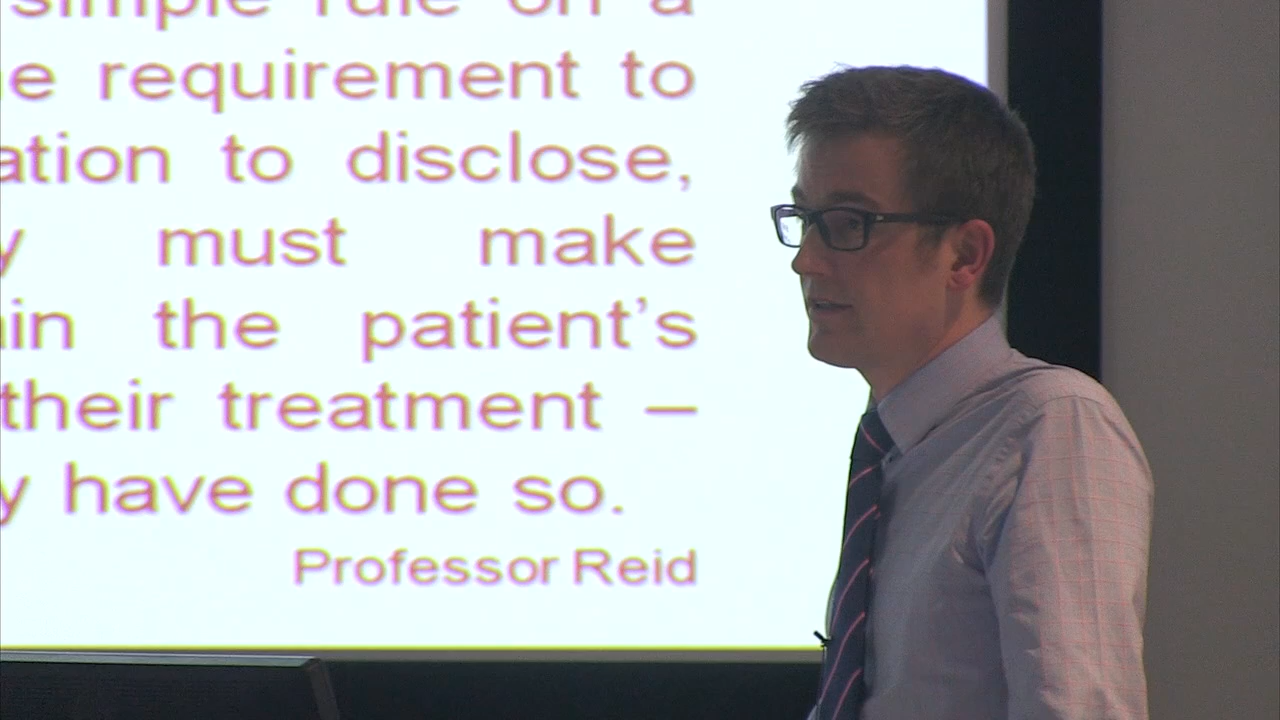 simple rule on a
e requirement to
ation to disclose,
y must make
in the patient's
their treatment –
y have done so.
Professor Reid